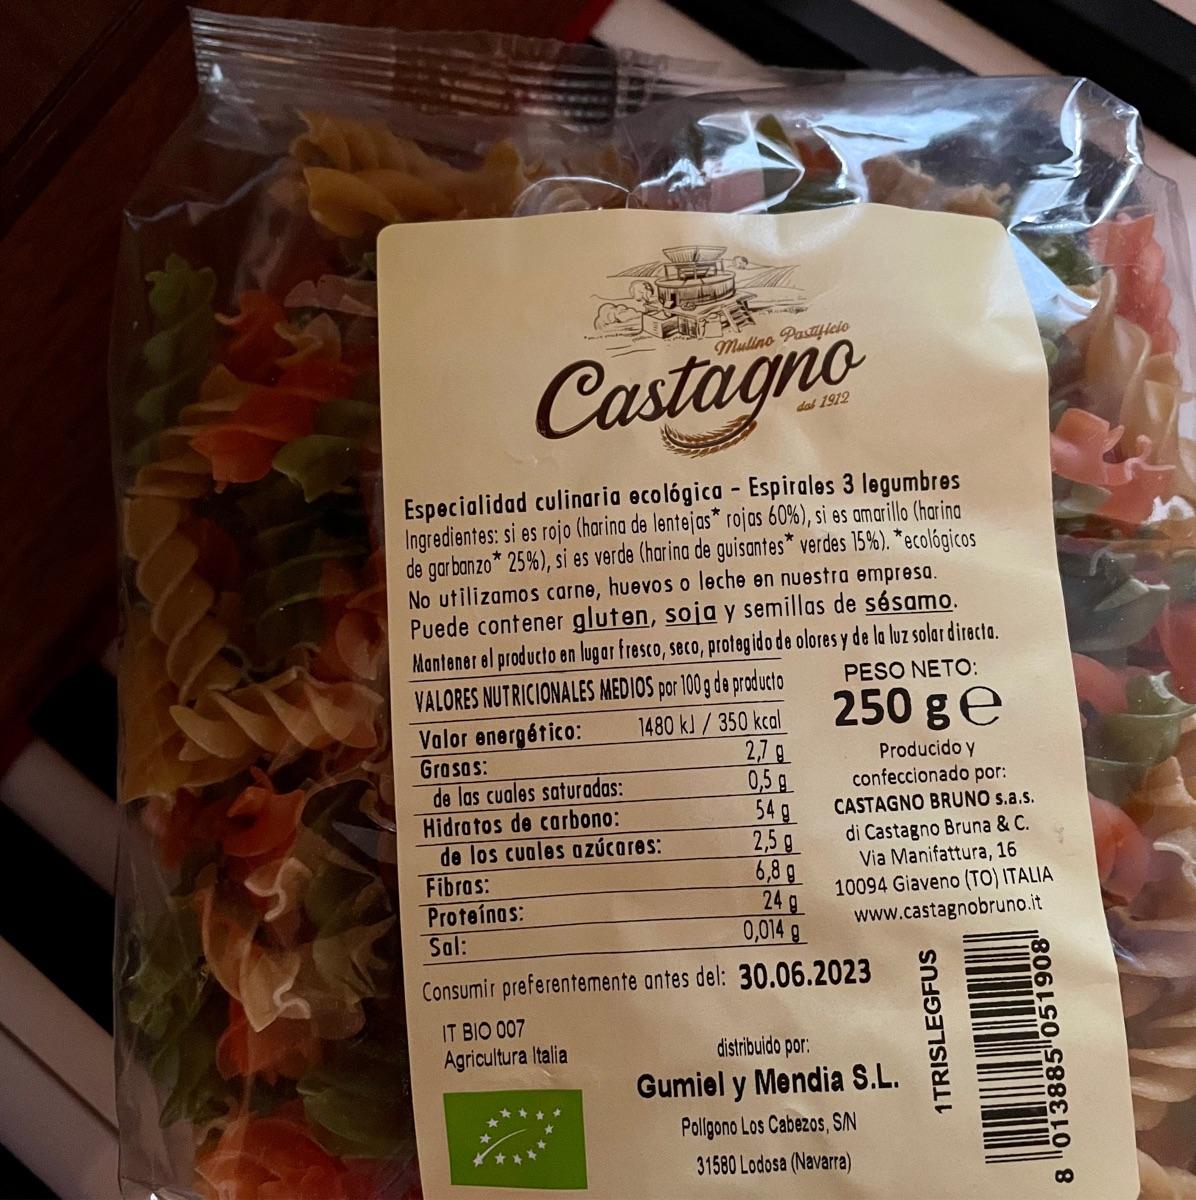 Mulino Pastificio
Castagno
dal 1912
Especialidad culinaria ecológica - Espirales 3 legumbres
Ingredientes: si es rojo (harina de lentejas* rojas 60%), si es amarillo (harina
de garbanzo* 25%), si es verde (harina de guisantes* verdes 15%). *ecológicos
No utilizamos carne, huevos o leche en nuestra empresa.
Puede contener gluten, soja y semillas de sésamo.
Mantener el producto en lugar fresco, seco, protegido de olores y de la luz solar directa.
VALORES NUTRICIONALES MEDIOS por 100 g de producto
Valor energético: 1480 kJ / 350 kcal
Grasas: 2,7 g
de las cuales saturadas: 0,5 g
Hidratos de carbono: 54 g
de los cuales azúcares: 2,5 g
Fibras: 6,8 g
Proteínas: 24 g
Sal: 0,014 g
PESO NETO:
250 g e
Producido y
confeccionado por:
CASTAGNO BRUNO s.a.s.
di Castagno Bruna & C.
Via Manifattura, 16
10094 Giaveno (TO) ITALIA
www.castagnobruno.it
Consumir preferentemente antes del: 30.06.2023
IT BIO 007
Agricultura Italia
distribuido por:
Gumiel y Mendia S.L.
Polígono Los Cabezos, S/N
31580 Lodosa (Navarra)
1TRISLEGFUS
8 013885 051908